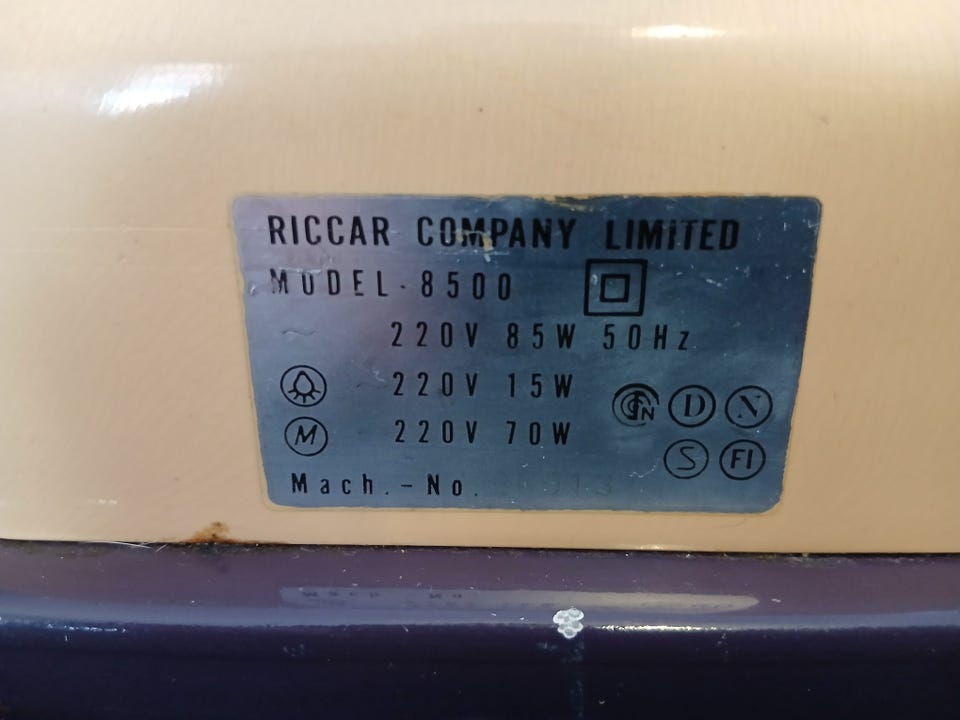 RICCAR COMPANY LIMITED
MODEL-8500
220V 85W 50Hz
220V 15W
M 220V 70W
D N
S FI
Mach.-No.